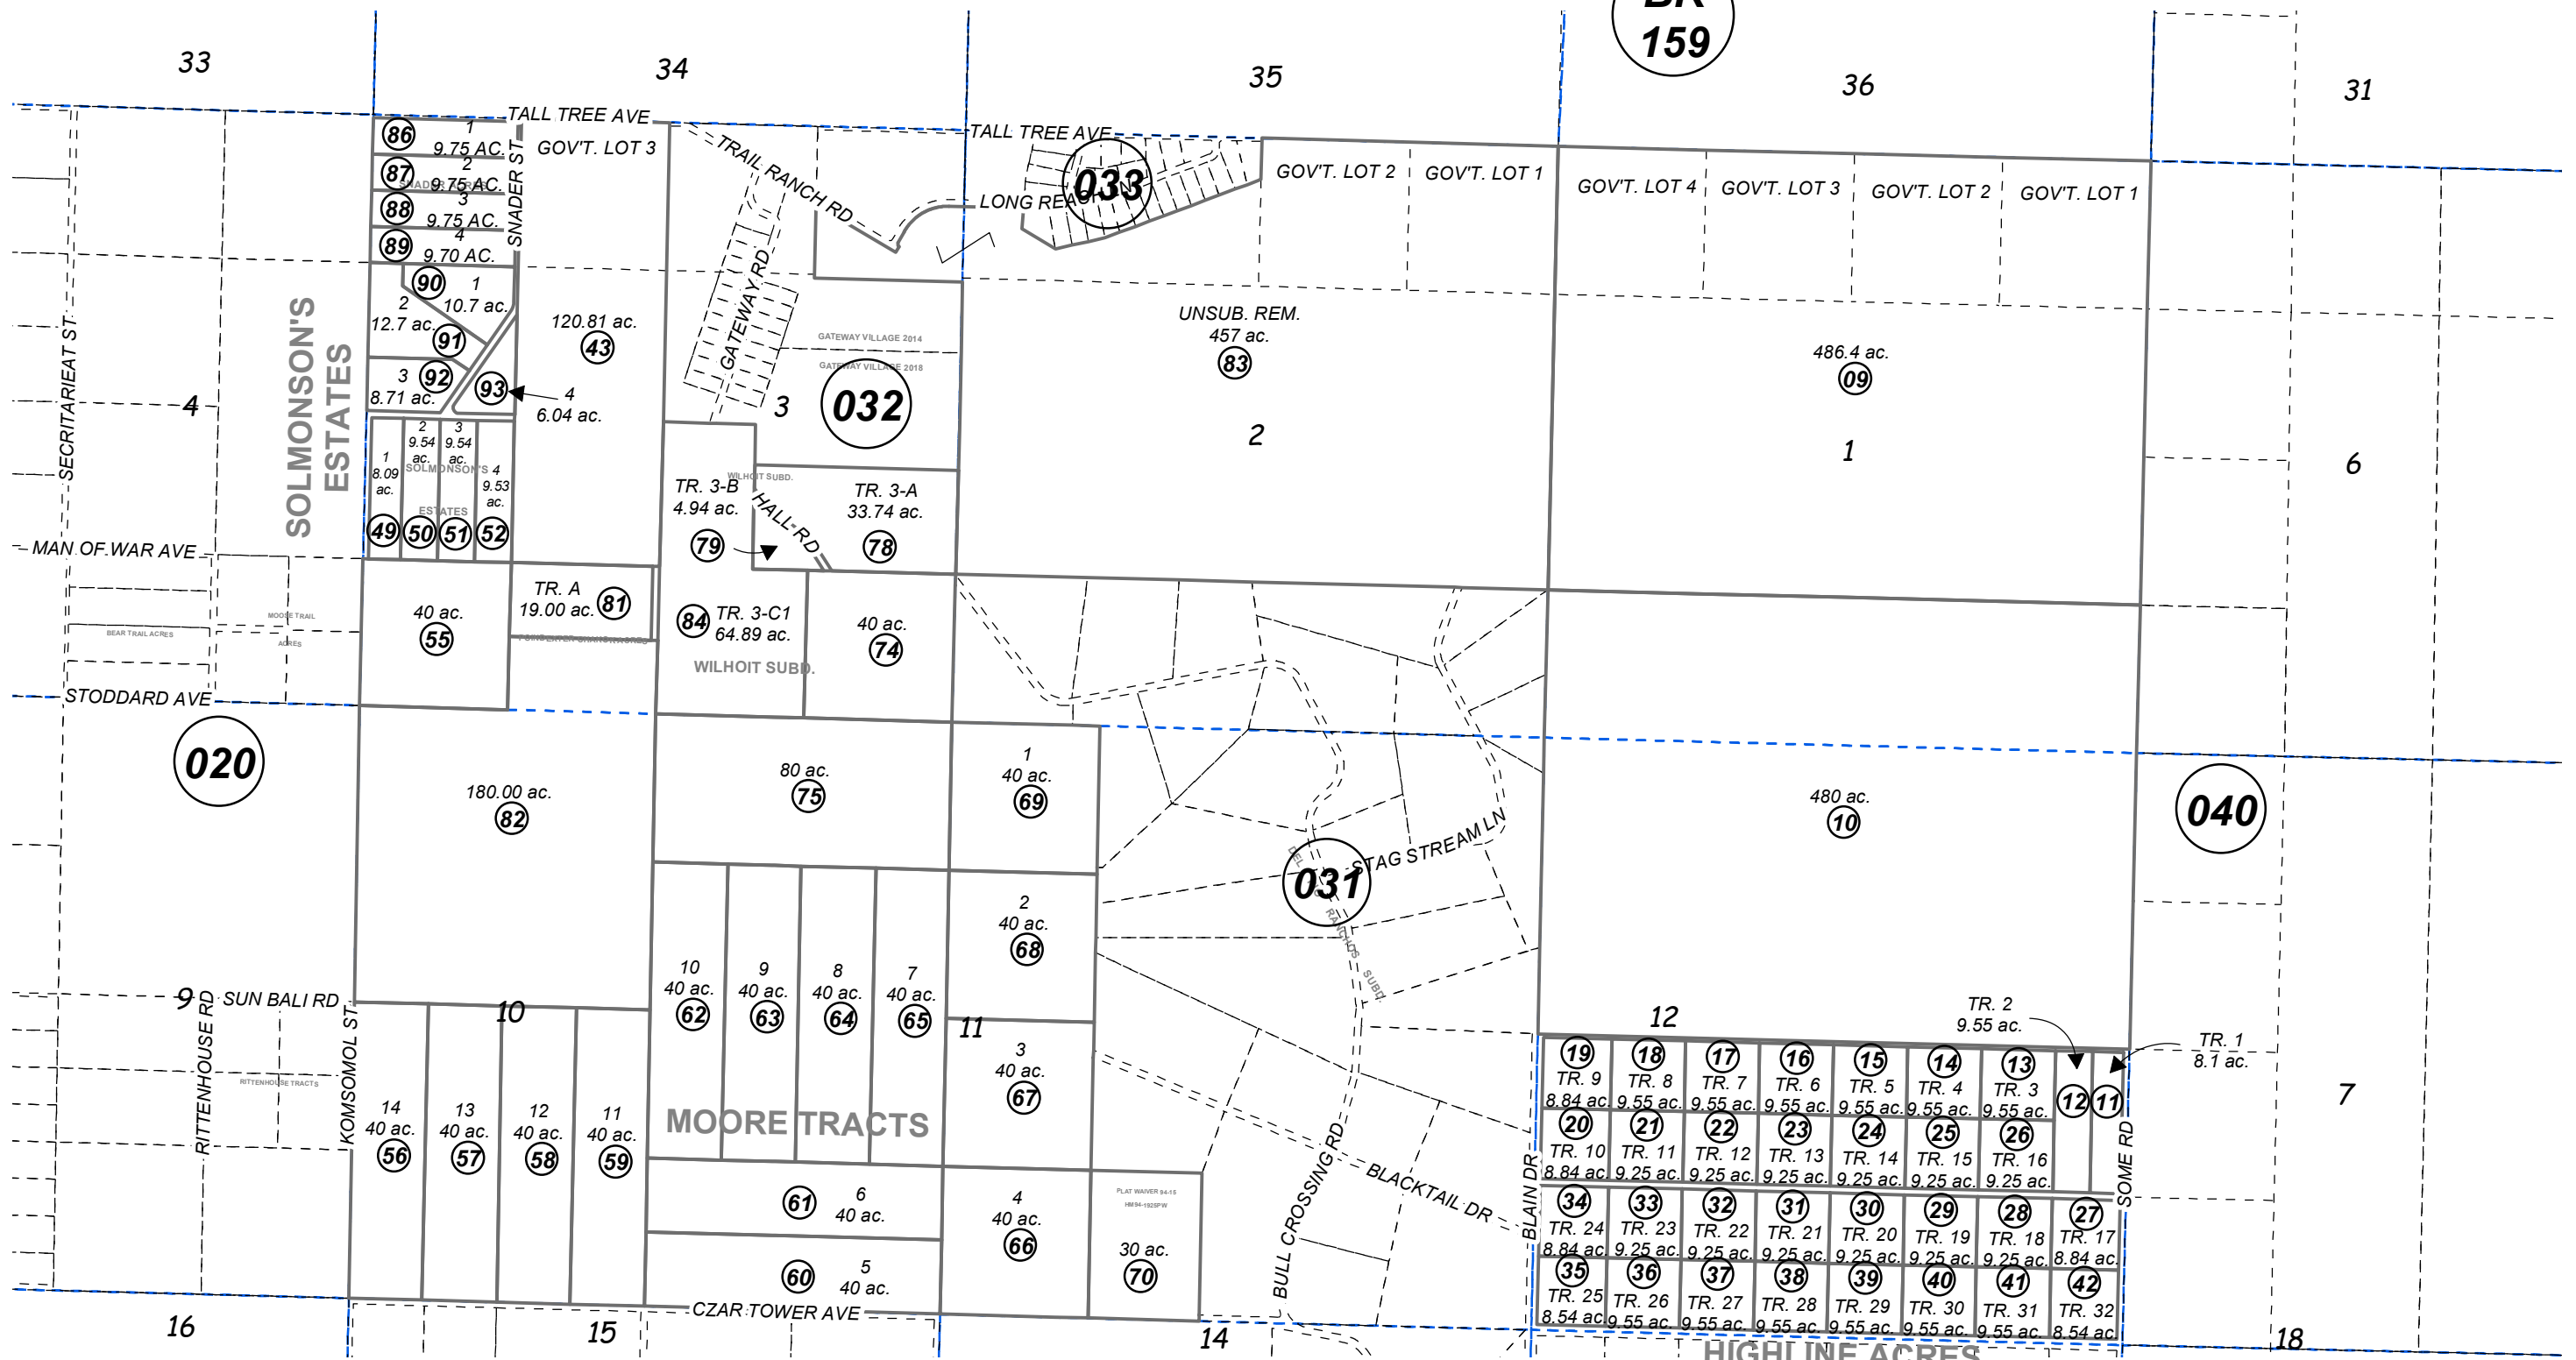 BR
159
33
34
35
36
31
TALL TREE AVE
TALL TREE AVE
86
1
9.75 AC.
87
2
9.75 AC.
88
3
9.75 AC.
89
4
9.70 AC.
SNADER ST
GOV'T. LOT 3
TRAIL RANCH RD
LONG REACH
033
GOV'T. LOT 2
GOV'T. LOT 1
GOV'T. LOT 4
GOV'T. LOT 3
GOV'T. LOT 2
GOV'T. LOT 1
90
1
10.7 ac.
2
12.7 ac.
91
3
8.71 ac.
92
93
4
6.04 ac.
120.81 ac.
43
GATEWAY RD
GATEWAY VILLAGE 2014
GATEWAY VILLAGE 2018
3
032
UNSUB. REM.
457 ac.
83
2
486.4 ac.
09
1
6
4
SECRITARIEAT ST
SOLMONSON'S
ESTATES
1
8.09
ac.
49
2
9.54
ac.
50
3
9.54
ac.
51
4
9.53
ac.
52
SOLMONSON'S
ESTATES
WILHOIT SUBD.
TR. 3-B
4.94 ac.
79
HALL RD
TR. 3-A
33.74 ac.
78
MAN OF WAR AVE
MOOSE TRAIL
ACRES
BEAR TRAIL ACRES
40 ac.
55
TR. A
19.00 ac.
81
84
TR. 3-C1
64.89 ac.
WILHOIT SUBD.
40 ac.
74
STODDARD AVE
020
180.00 ac.
82
80 ac.
75
1
40 ac.
69
2
40 ac.
68
3
40 ac.
67
4
40 ac.
66
STAG STREAM LN
031
RANCHOS SUBD.
480 ac.
10
040
9
SUN BALI RD
RITTENHOUSE RD
RITTENHOUSE TRACTS
KOMSOMOL ST
10
14
40 ac.
56
13
40 ac.
57
12
40 ac.
58
11
40 ac.
59
10
40 ac.
62
9
40 ac.
63
8
40 ac.
64
7
40 ac.
65
11
MOORE TRACTS
61
6
40 ac.
60
5
40 ac.
PLAT WAIVER 94-15
HM94-1925PW
30 ac.
70
BULL CROSSING RD
BLACKTAIL DR
BLAIN DR
12
TR. 2
9.55 ac.
TR. 1
8.1 ac.
7
19
TR. 9
8.84 ac.
18
TR. 8
9.55 ac.
17
TR. 7
9.55 ac.
16
TR. 6
9.55 ac.
15
TR. 5
9.55 ac.
14
TR. 4
9.55 ac.
13
TR. 3
9.55 ac.
12
11
20
TR. 10
8.84 ac.
21
TR. 11
9.25 ac.
22
TR. 12
9.25 ac.
23
TR. 13
9.25 ac.
24
TR. 14
9.25 ac.
25
TR. 15
9.25 ac.
26
TR. 16
9.25 ac.
SOME RD
34
TR. 24
8.84 ac.
33
TR. 23
9.25 ac.
32
TR. 22
9.25 ac.
31
TR. 21
9.25 ac.
30
TR. 20
9.25 ac.
29
TR. 19
9.25 ac.
28
TR. 18
9.25 ac.
27
TR. 17
8.84 ac.
35
TR. 25
8.54 ac.
36
TR. 26
9.55 ac.
37
TR. 27
9.55 ac.
38
TR. 28
9.55 ac.
39
TR. 29
9.55 ac.
40
TR. 30
9.55 ac.
41
TR. 31
9.55 ac.
42
TR. 32
8.54 ac.
CZAR TOWER AVE
16
15
14
18
HIGHLINE ACRES